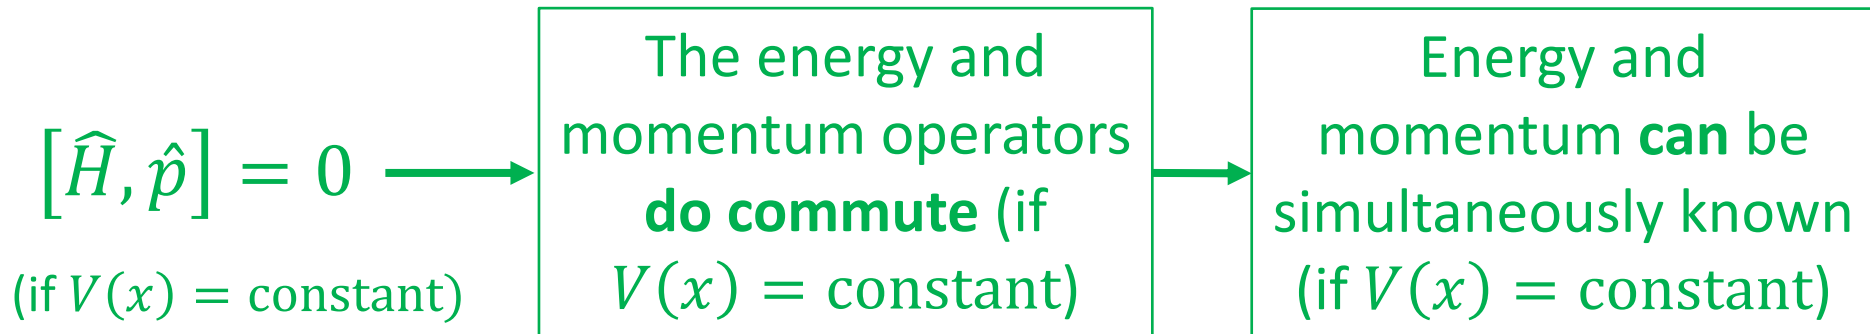 [Ĥ, p̂] = 0
(if V(x) = constant)
The energy and
momentum operators
do commute (if
V(x) = constant)
Energy and
momentum can be
simultaneously known
(if V(x) = constant)